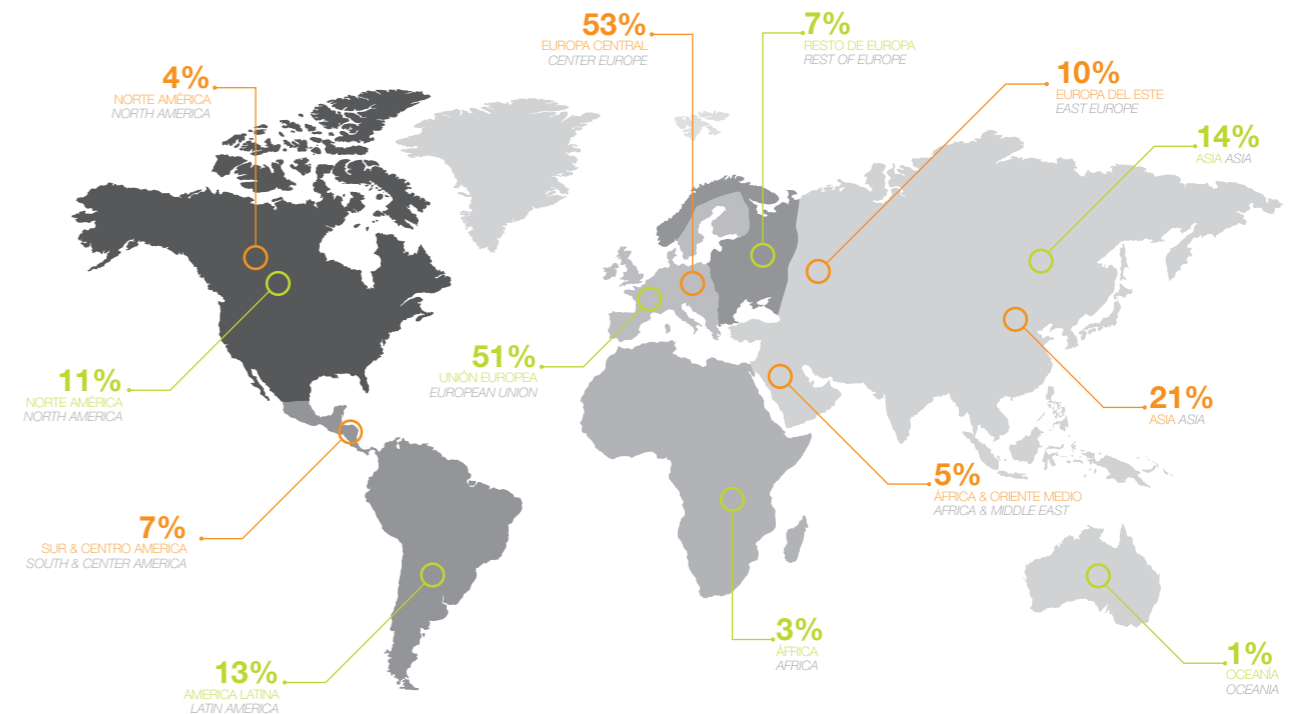 53%
EUROPA CENTRAL
CENTER EUROPE
7%
RESTO DE EUROPA
REST OF EUROPE
4%
NORTE AMÉRICA
NORTH AMERICA
10%
EUROPA DEL ESTE
EAST EUROPE
14%
ASIA ASIA
51%
UNIÓN EUROPEA
EUROPEAN UNION
11%
NORTE AMÉRICA
NORTH AMERICA
21%
ASIA ASIA
5%
ÁFRICA & ORIENTE MEDIO
AFRICA & MIDDLE EAST
7%
SUR & CENTRO AMERICA
SOUTH & CENTER AMERICA
3%
ÁFRICA
AFRICA
1%
OCEANÍA
OCEANIA
13%
AMERICA LATINA
LATIN AMERICA